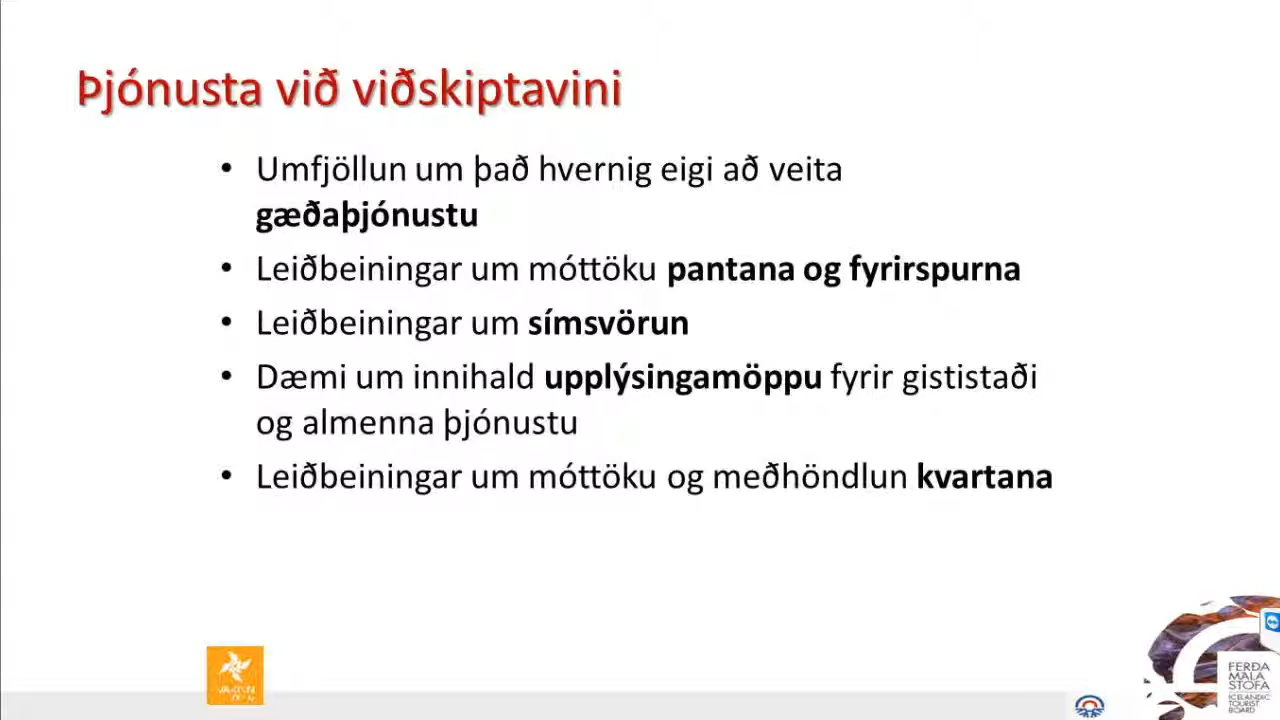 Þjónusta við viðskiptavini
• Umfjöllun um það hvernig eigi að veita
gæðaþjónustu
• Leiðbeiningar um móttöku pantana og fyrirspurna
• Leiðbeiningar um símsvörun
• Dæmi um innihald upplýsingamöppu fyrir gististaði
og almenna þjónustu
• Leiðbeiningar um móttöku og meðhöndlun kvartana
FERÐA
MÁLA
STOFA
ICELANDIC
TOURIST
BOARD